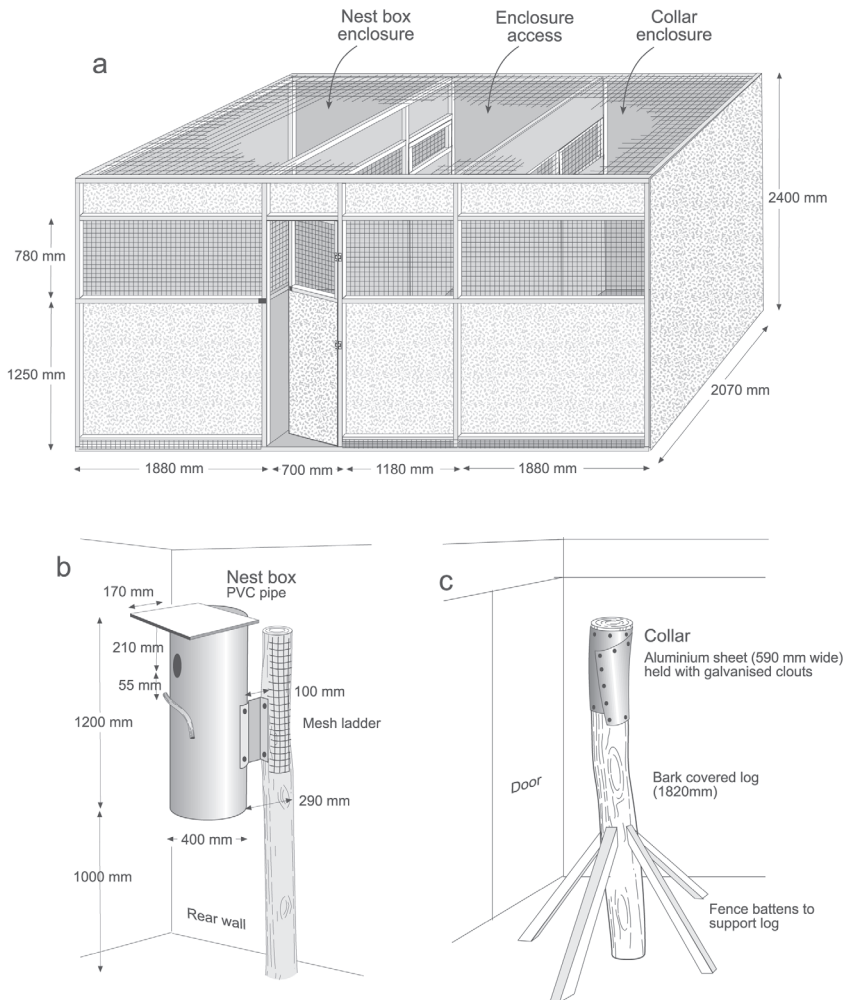 a
Nest box
enclosure
Enclosure
access
Collar
enclosure
2400 mm
780 mm
1250 mm
2070 mm
1880 mm
700 mm
1180 mm
1880 mm
b
170 mm
Nest box
PVC pipe
210 mm
55 mm
100 mm
1200 mm
Mesh ladder
290 mm
400 mm
1000 mm
Rear wall
c
Collar
Aluminium sheet (590 mm wide)
held with galvanised clouts
Bark covered log
(1820mm)
Door
Fence battens to
support log